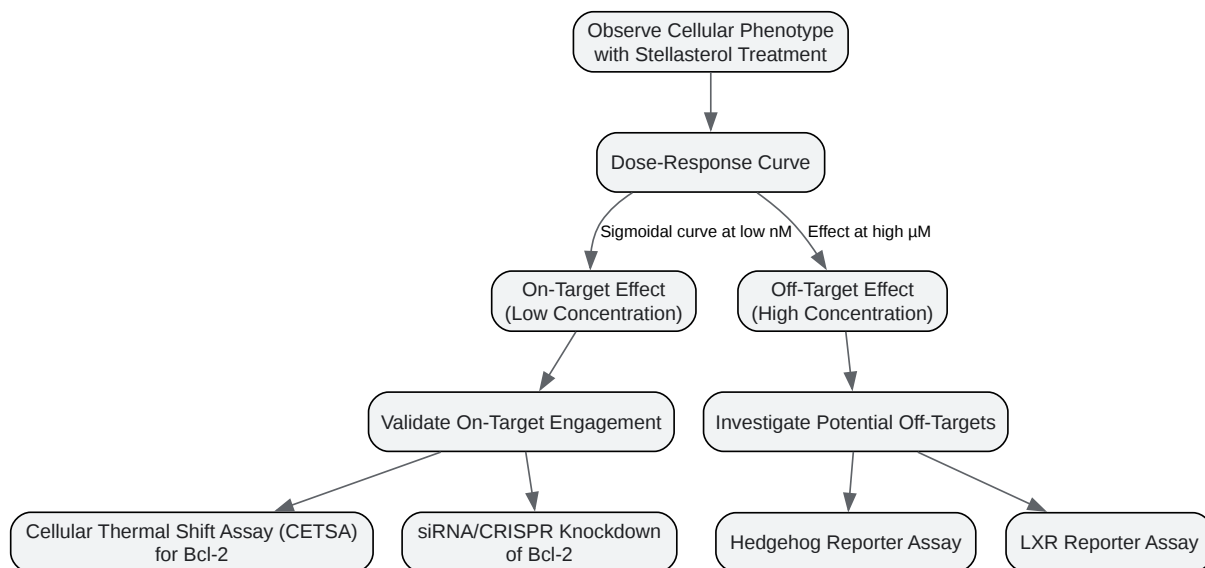 Observe Cellular Phenotype
with Stellasterol Treatment
Dose-Response Curve
Sigmoidal curve at low nM
Effect at high µM
On-Target Effect
(Low Concentration)
Off-Target Effect
(High Concentration)
Validate On-Target Engagement
Investigate Potential Off-Targets
Cellular Thermal Shift Assay (CETSA)
for Bcl-2
siRNA/CRISPR Knockdown
of Bcl-2
Hedgehog Reporter Assay
LXR Reporter Assay